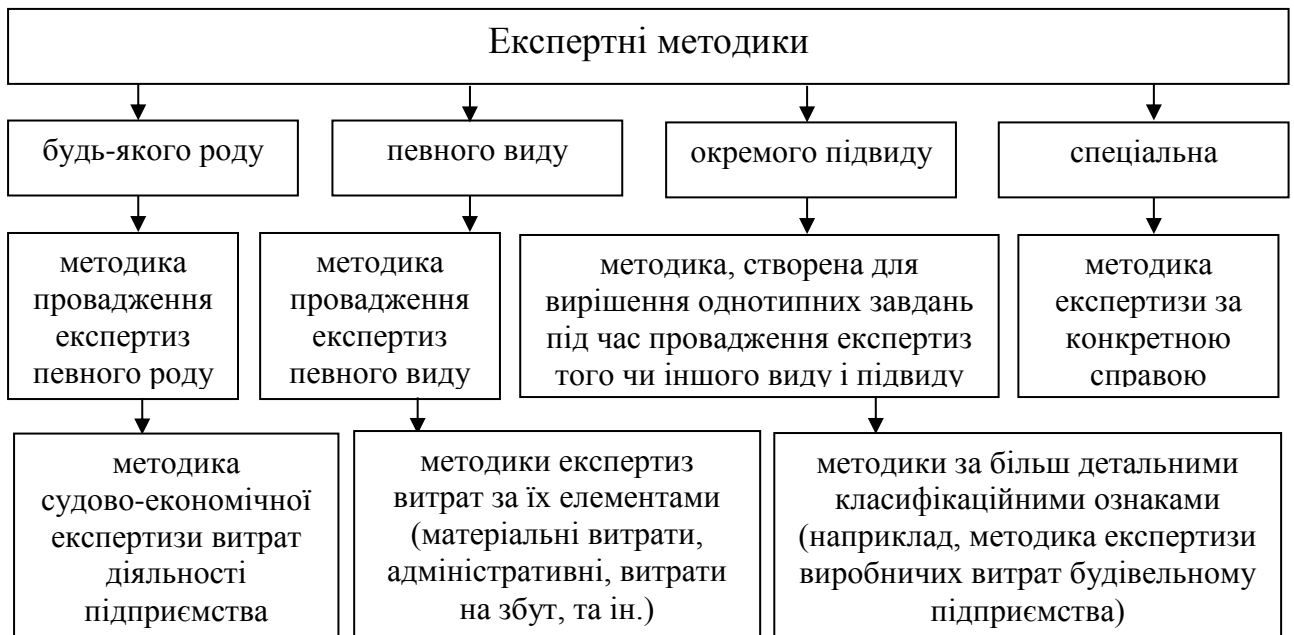 Експертні методики
будь-якого роду
певного виду
окремого підвиду
спеціальна
методика
провадження
експертиз
певного роду
методика
провадження
експертиз
певного виду
методика, створена для
вирішення однотипних завдань
під час провадження експертиз
того чи іншого виду і підвиду
методика
експертизи за
конкретною
справою
методика
судово-економічної
експертизи витрат
діяльності
підприємства
методики експертиз
витрат за їх елементами
(матеріальні витрати,
адміністративні, витрати
на збут, та ін.)
методики за більш детальними
класифікаційними ознаками
(наприклад, методика експертизи
виробничих витрат будівельному
підприємства)